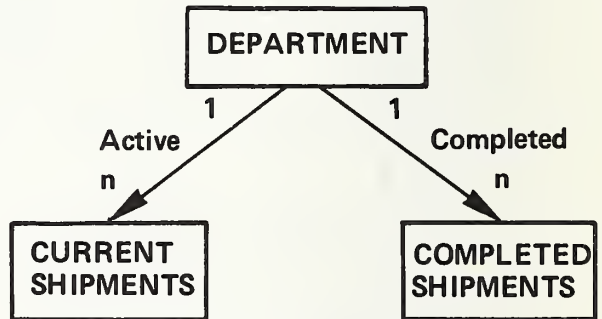 DEPARTMENT
1 1
Active Completed
n n
CURRENT COMPLETED
SHIPMENTS SHIPMENTS